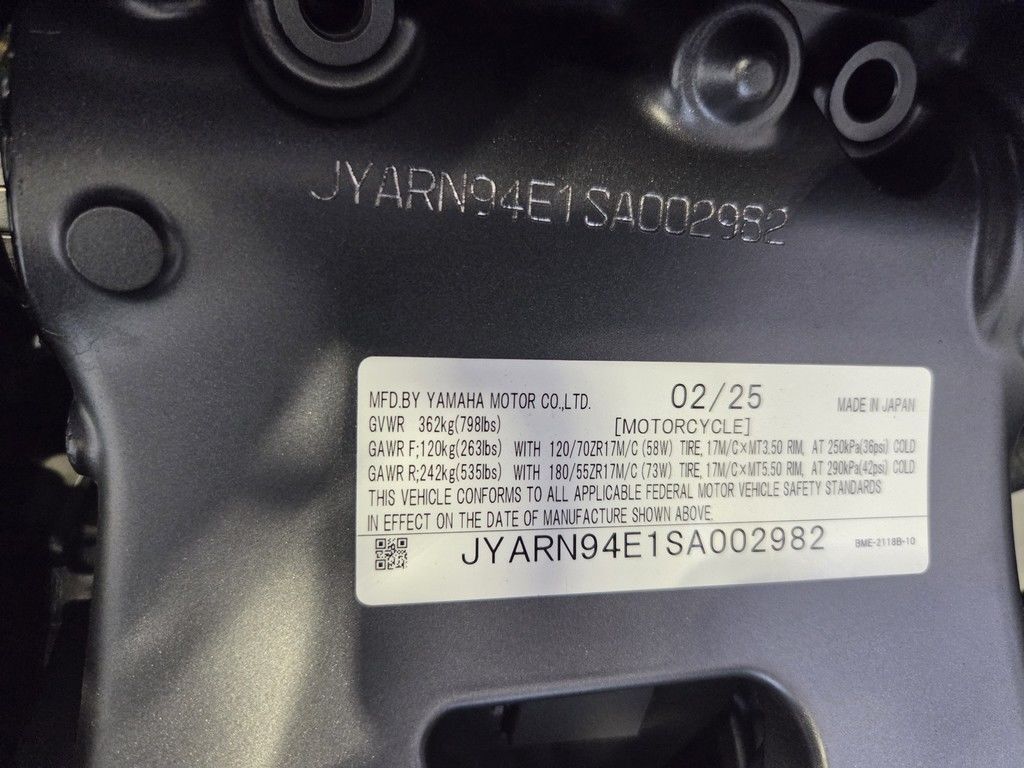 JYARN94E1SA002982
MFD.BY YAMAHA MOTOR CO.,LTD. 02/25 MADE IN JAPAN
GVWR 362kg(798lbs) [MOTORCYCLE]
GAWR F;120kg(263lbs) WITH 120/70ZR17M/C (58W) TIRE, 17M/C×MT3.50 RIM, AT 250kPa(36psi) COLD
GAWR R;242kg(535lbs) WITH 180/55ZR17M/C (73W) TIRE, 17M/C×MT5.50 RIM, AT 290kPa(42psi) COLD
THIS VEHICLE CONFORMS TO ALL APPLICABLE FEDERAL MOTOR VEHICLE SAFETY STANDARDS
IN EFFECT ON THE DATE OF MANUFACTURE SHOWN ABOVE.
JYARN94E1SA002982 BME-2118B-10